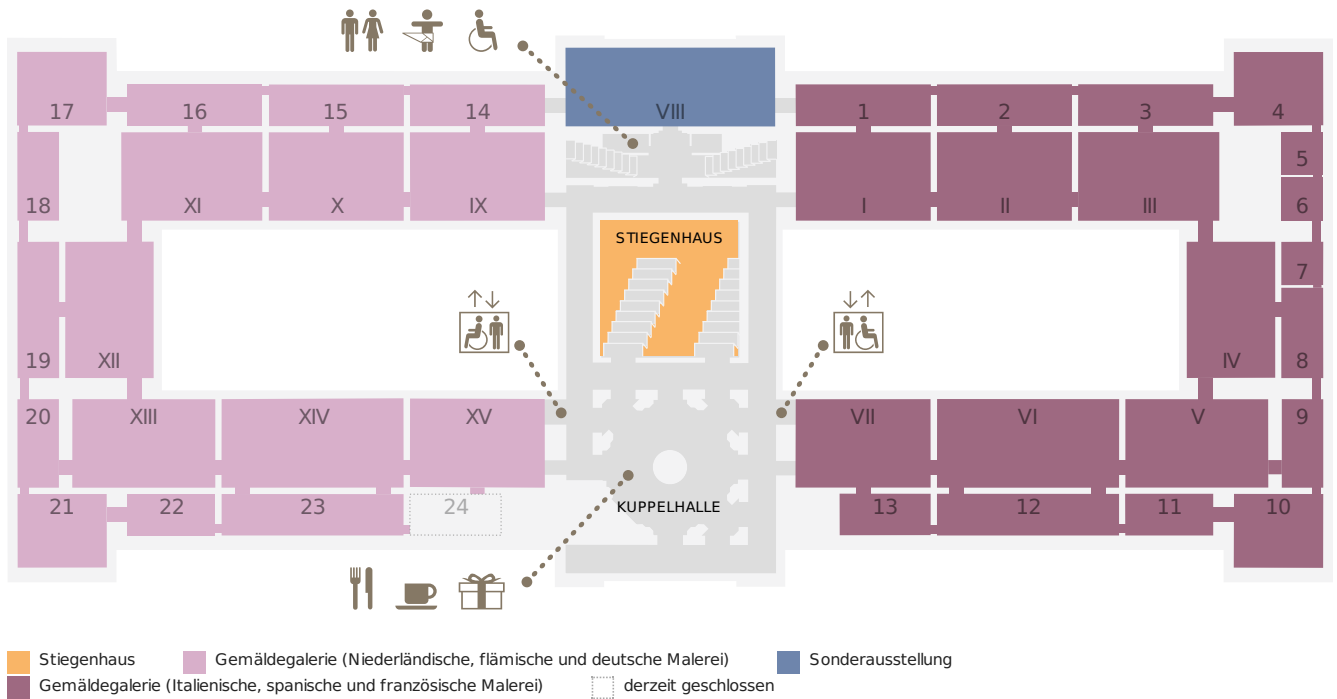 17 16 15 14 VIII 1 2 3 4
5
18 XI X IX I II III 6
STIEGENHAUS
7
19 XII IV 8
20 XIII XIV XV VII VI V 9
21 22 23 24 KUPPELHALLE 13 12 11 10
Stiegenhaus Gemäldegalerie (Niederländische, flämische und deutsche Malerei) Sonderausstellung
Gemäldegalerie (Italienische, spanische und französische Malerei) derzeit geschlossen